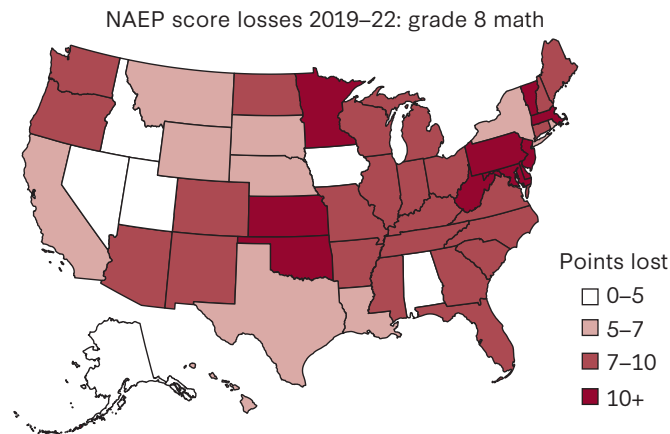 NAEP score losses 2019–22: grade 8 math
Points lost
0–5
5–7
7–10
10+